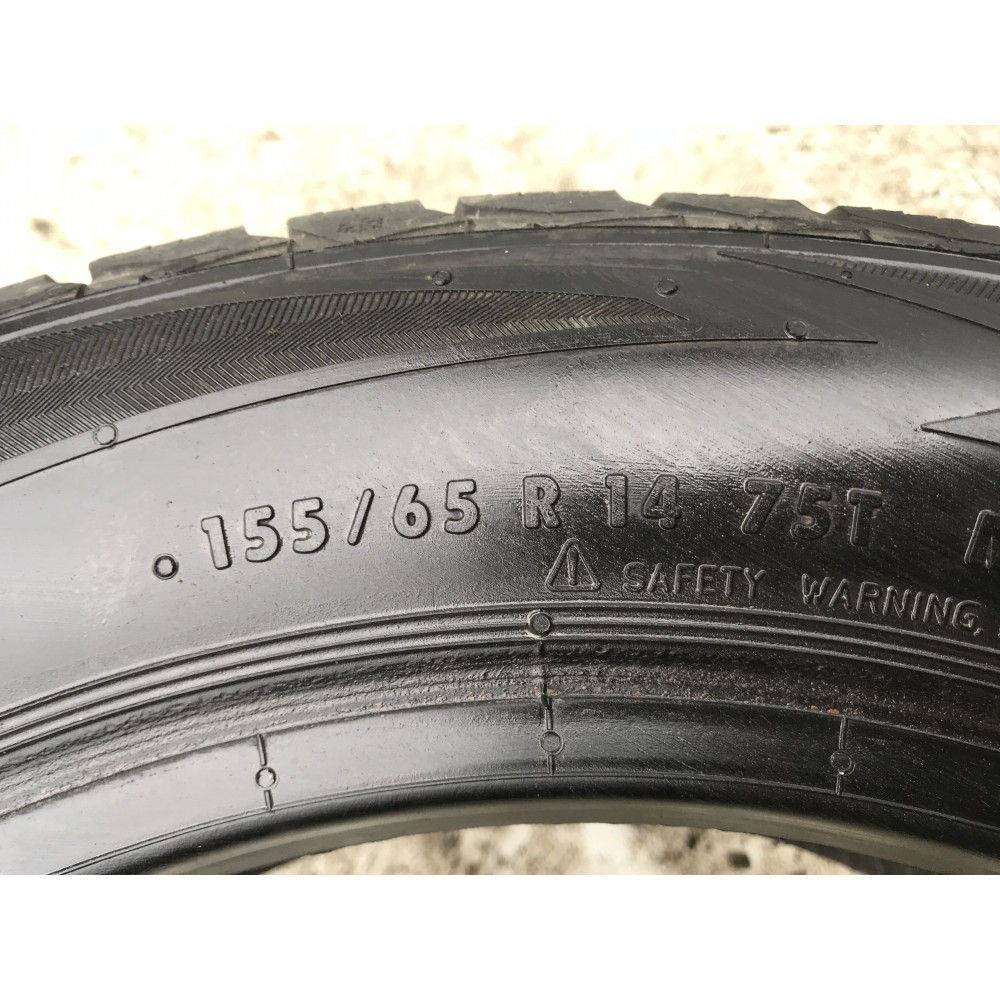 155/65 R 14 75T
SAFETY WARNING,